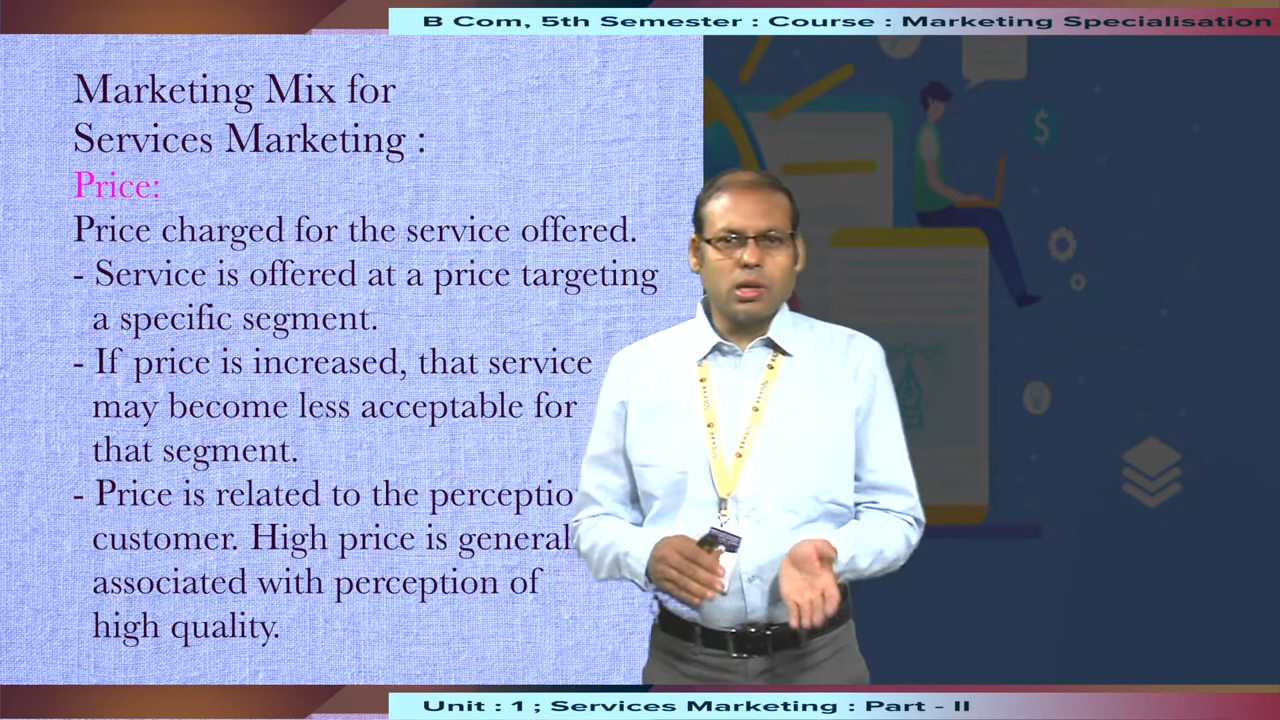 B Com, 5th Semester : Course : Marketing Specialisation
Marketing Mix for
Services Marketing :
Price:
Price charged for the service offered.
- Service is offered at a price targeting
a specific segment.
- If price is increased, that service
may become less acceptable for
that segment.
- Price is related to the perceptio
customer. High price is general
associated with perception of
high quality.
Unit : 1 ; Services Marketing : Part - II